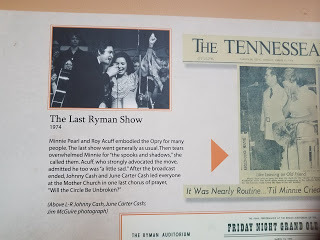 THE TENNESSEA
The Last Ryman Show
1974
Minnie Pearl and Roy Acuff embodied the Opry for many
people. The last show went generally as usual. Then tears
overwhelmed Minnie for "the spooks and shadows," she
called them. Acuff, who strongly advocated the move,
admitted he too was "a little sad." After the broadcast
ended, Johnny Cash and June Carter Cash led everyone
at the Mother Church in one last chorus of prayer,
"Will the Circle Be Unbroken?"
(Above L-R Johnny Cash, June Carter Cash;
Jim McGuire photograph)
It Was Nearly Routine... 'Til Minnie Cried
THE RYMAN AUDITORIUM
FRIDAY NIGHT GRAND OLE